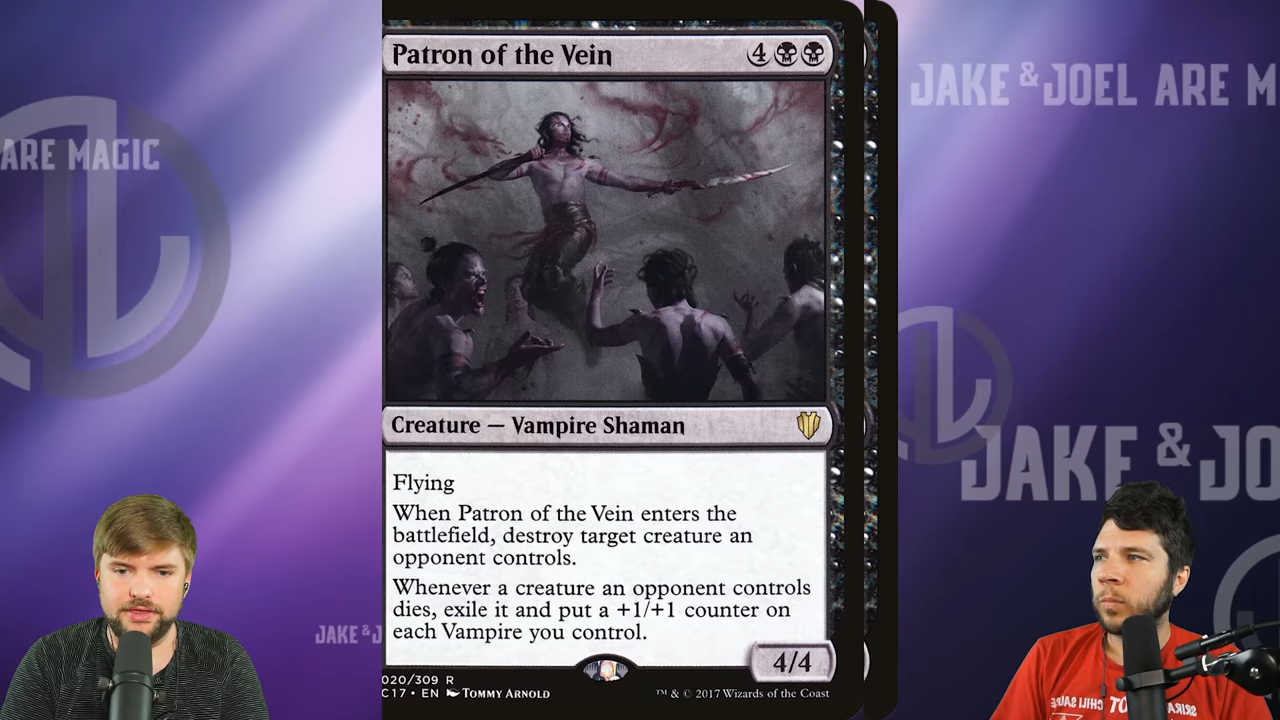 JAKE & JOEL ARE M
ARE MAGIC
Patron of the Vein
4
Creature — Vampire Shaman
Flying
When Patron of the Vein enters the
battlefield, destroy target creature an
opponent controls.
Whenever a creature an opponent controls
dies, exile it and put a +1/+1 counter on
each Vampire you control.
4/4
020/309 R
C17 • EN TOMMY ARNOLD
™ & © 2017 Wizards of the Coast
JAKE & JO
JAKE & J